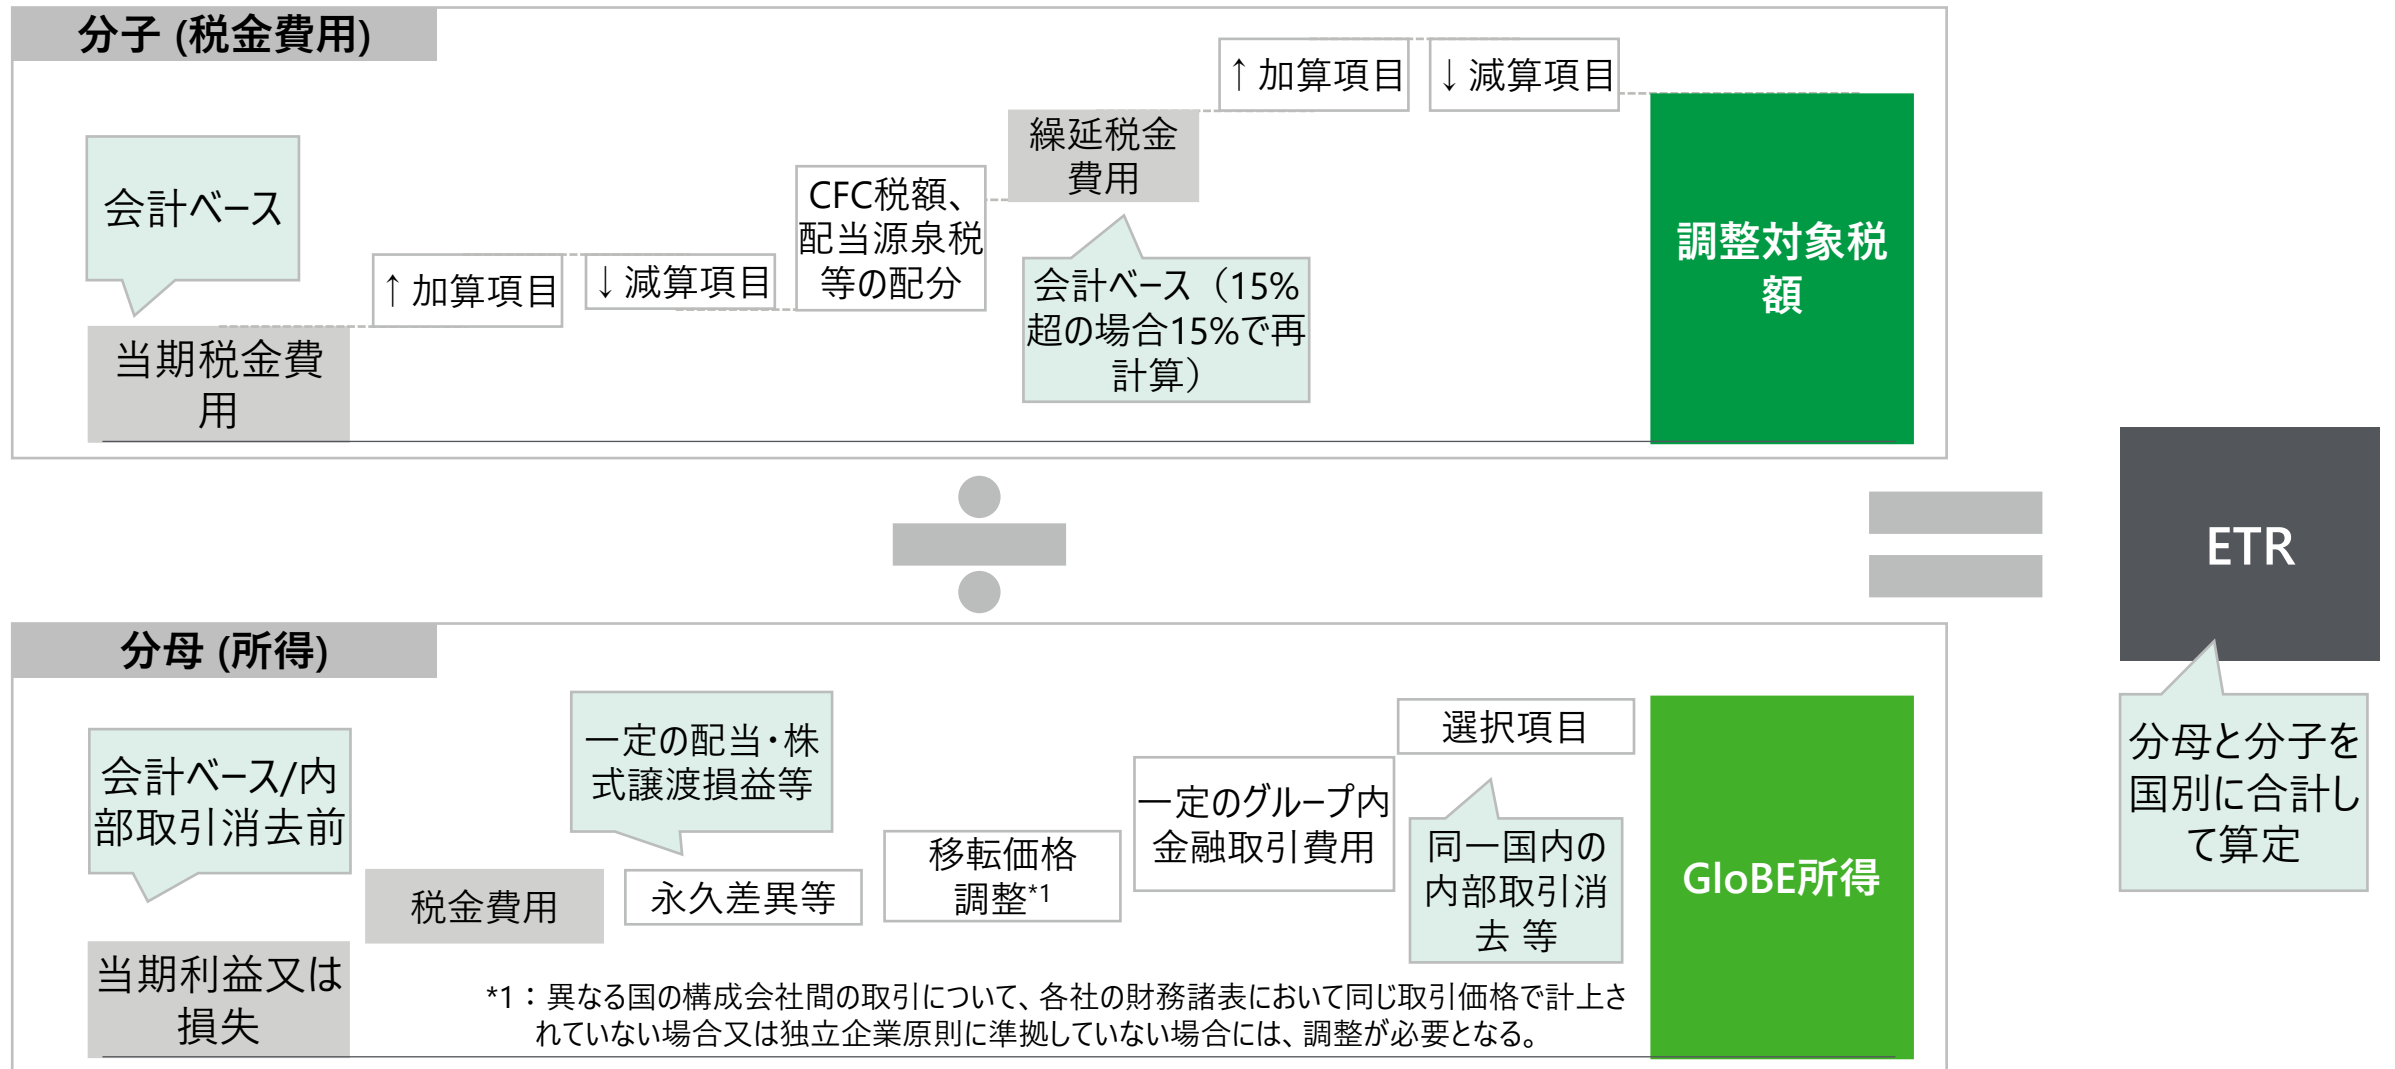 分子 (税金費用)
↑加算項目
↓減算項目
繰延税金
費用
会計ベース
CFC税額、
配当源泉税
等の配分
調整対象税
額
↑加算項目
↓減算項目
会計ベース（15%
超の場合15%で再
計算）
当期税金費
用
ETR
分母 (所得)
一定の配当・株
式譲渡損益等
選択項目
会計ベース/内
部取引消去前
分母と分子を
国別に合計し
て算定
一定のグループ内
金融取引費用
移転価格
調整*1
同一国内の
内部取引消
去 等
GloBE所得
税金費用
永久差異等
当期利益又は
損失
*1：異なる国の構成会社間の取引について、各社の財務諸表において同じ取引価格で計上さ
れていない場合又は独立企業原則に準拠していない場合には、調整が必要となる。